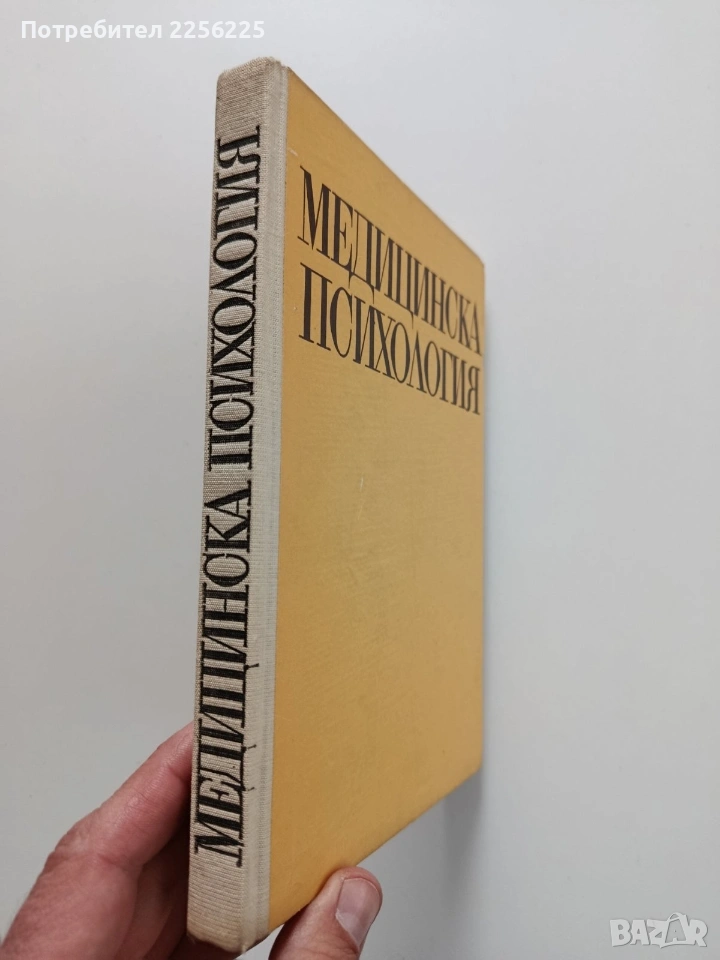 Потребител 2256225
МЕДИЦИНСКА ПСИХОЛОГИЯ
МЕДИЦИНСКА
ПСИХОЛОГИЯ
BAZAR